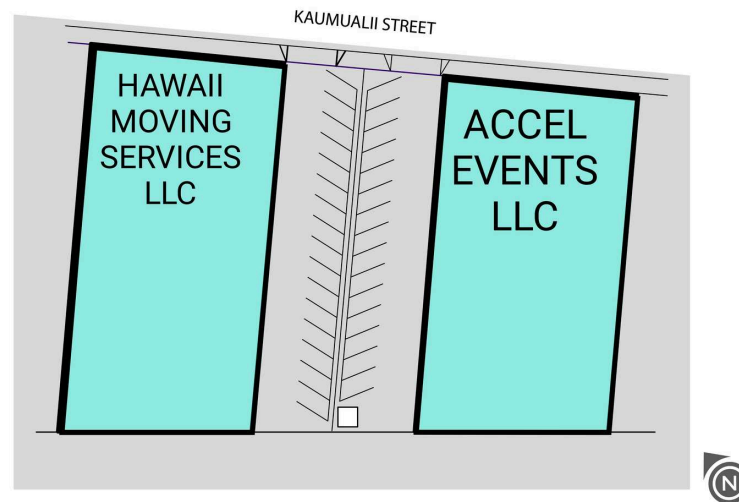 KAUMUALII STREET
HAWAII
MOVING
SERVICES
LLC
ACCEL
EVENTS
LLC
N